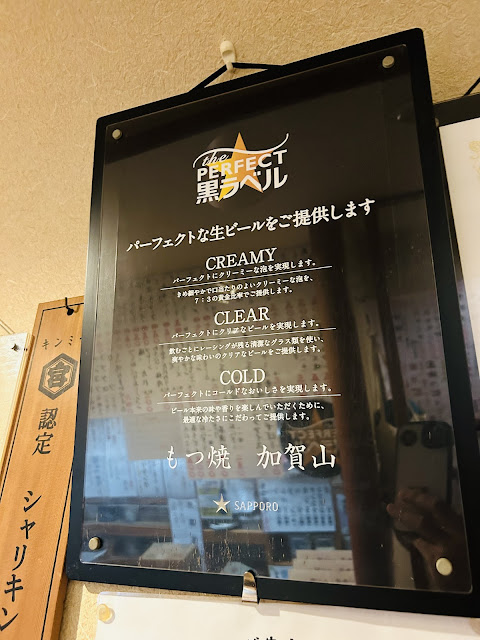 the
PERFECT
黒ラベル
パーフェクトな生ビールをご提供します
CREAMY
パーフェクトにクリーミーな泡を実現します。
きめ細やかで口当たりのよいクリーミーな泡を、
7:3の黄金比率でご提供します。
CLEAR
パーフェクトにクリアなビールを実現します。
飲むごとにレーシングが残る清潔なグラス類を使い、
爽やかな味わいのクリアなビールをご提供します。
COLD
パーフェクトにコールドなおいしさを実現します。
ビール本来の味や香りを楽しんでいただくために、
最適な冷たさにこだわってご提供します。
もつ焼 加賀山
SAPPORO
キンミ
宮
認定
シャリキン